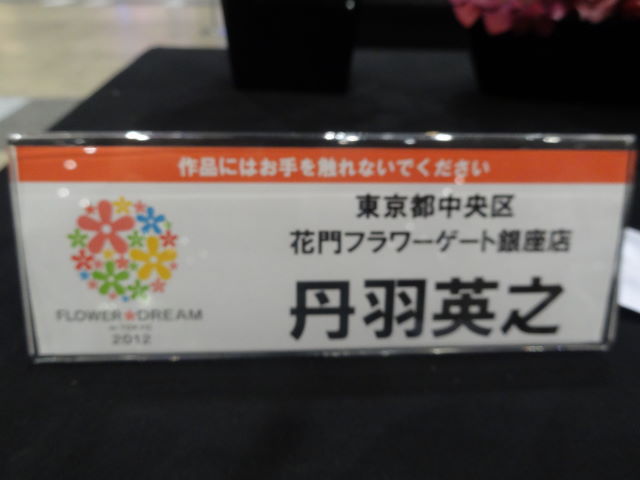 作品にはお手を触れないでください
東京都中央区
花門フラワーゲート銀座店
丹羽英之
FLOWER DREAM
in TOKYO
2012